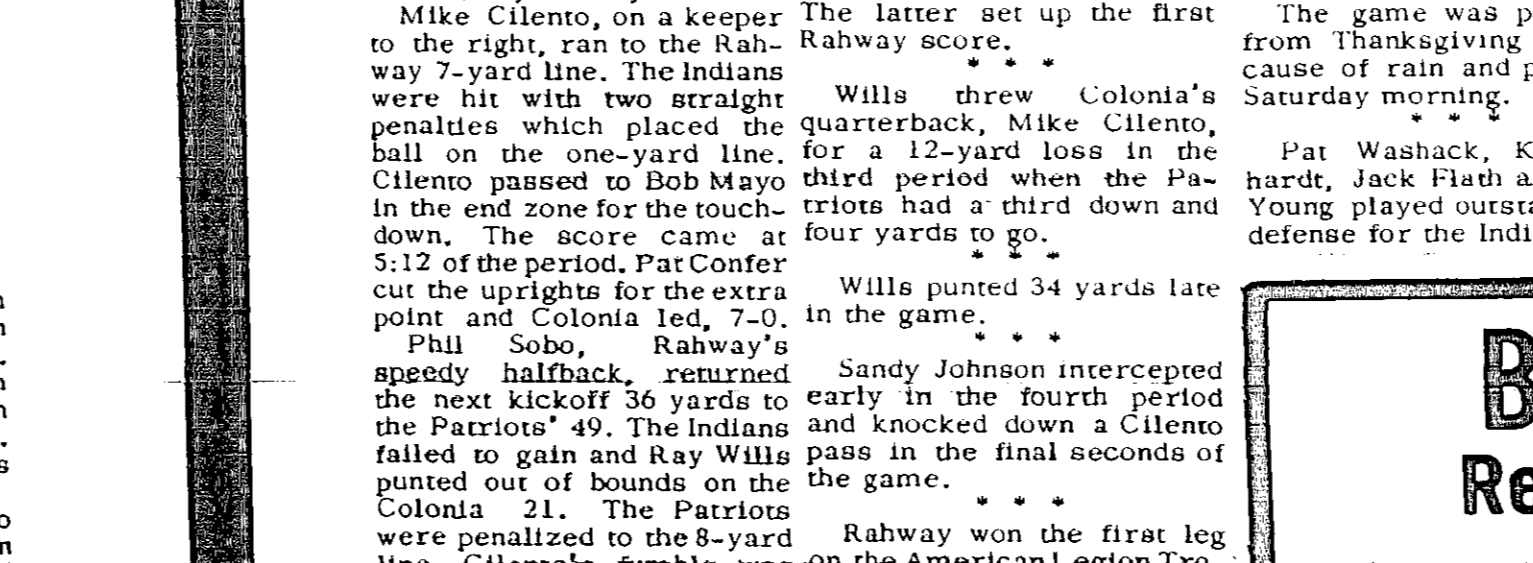 Mike Cilento, on a keeper
to the right, ran to the Rah-
way 7-yard line. The Indians
were hit with two straight
penalties which placed the
ball on the one-yard line.
Cilento passed to Bob Mayo
in the end zone for the touch-
down. The score came at
5:12 of the period. Pat Confer
cut the uprights for the extra
point and Colonia led, 7-0.
Phil Sobo, Rahway's
speedy halfback, returned
the next kickoff 36 yards to
the Patriots' 49. The Indians
failed to gain and Ray Wills
punted out of bounds on the
Colonia 21. The Patriots
were penalized to the 8-yard
The latter set up the first
Rahway score.
* * *
Wills threw Colonia's
quarterback, Mike Cilento,
for a 12-yard loss in the
third period when the Pa-
triots had a third down and
four yards to go.
* * *
Wills punted 34 yards late
in the game.
* * *
Sandy Johnson intercepted
early in the fourth period
and knocked down a Cilento
pass in the final seconds of
the game.
* * *
Rahway won the first leg
on the American Legion Tro-
The game was p
from Thanksgiving
cause of rain and p
Saturday morning.
* * *
Pat Washack, K
hardt, Jack Flath a
Young played outsta
defense for the Indi
B
Re